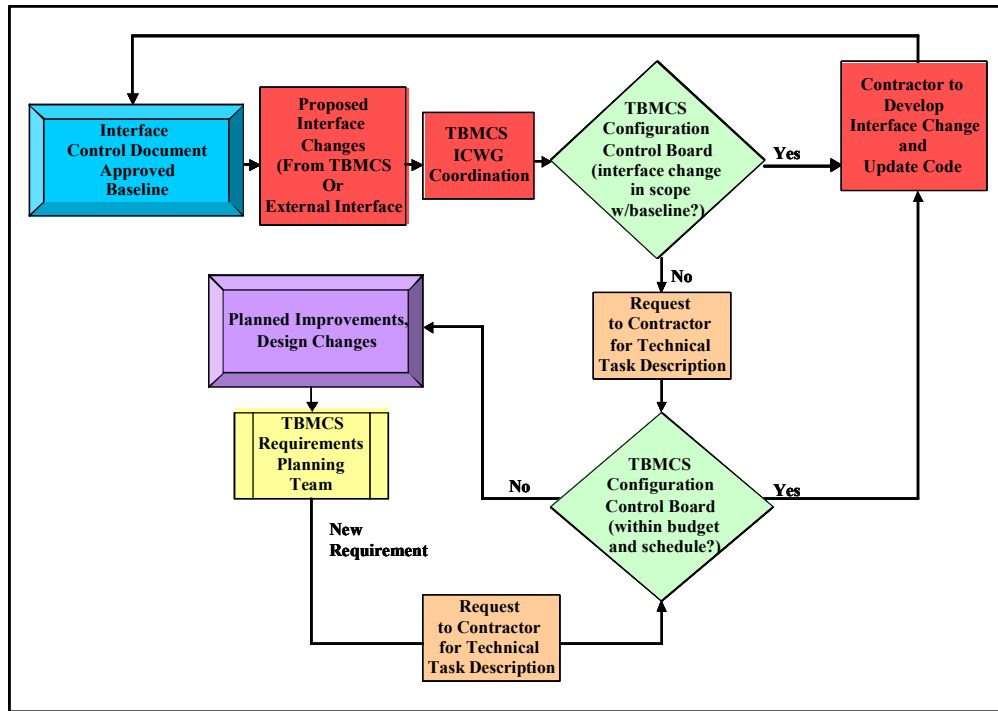 Interface
Control Document
Approved
Baseline
Proposed
Interface
Changes
(From TBMCS
Or
External Interface
TBMCS
ICWG
Coordination
TBMCS
Configuration
Control Board
(interface change
in scope
w/baseline?)
Yes
Contractor to
Develop
Interface Change
and
Update Code
No
Request
to Contractor
for Technical
Task Description
Planned Improvements,
Design Changes
TBMCS
Requirements
Planning
Team
TBMCS
Configuration
Control Board
(within budget
and schedule?)
No
Yes
New
Requirement
Request
to Contractor
for Technical
Task Description